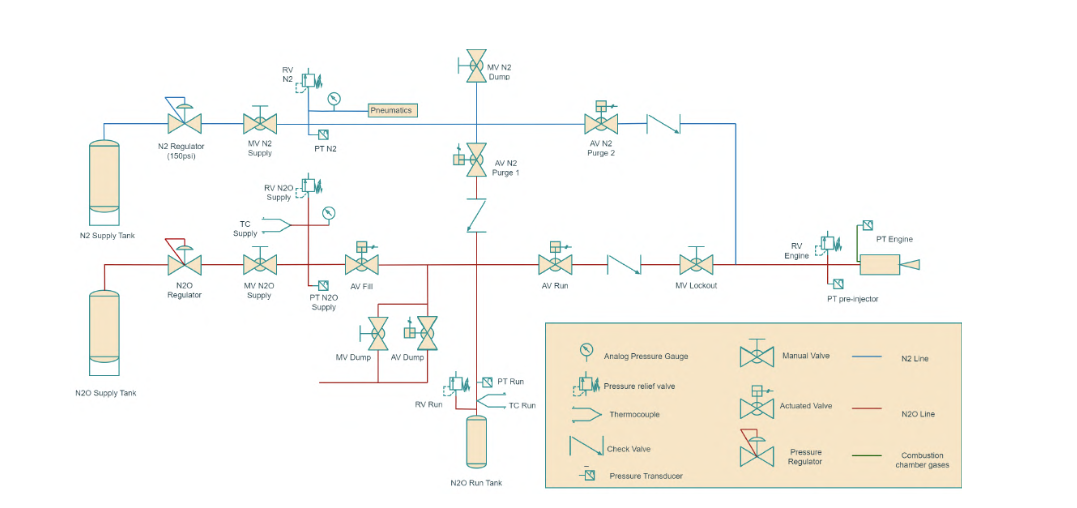 RV
N2
MV N2
Dump
Pneumatics
N2 Regulator
(150psi)
MV N2
Supply
PT N2
AV N2
Purge 2
AV N2
Purge 1
RV N2O
Supply
TC
Supply
N2 Supply Tank
RV
Engine
PT Engine
N2O
Regulator
MV N2O
Supply
PT N2O
Supply
AV Fill
AV Run
MV Lockout
PT pre-injector
MV Dump
AV Dump
N2O Supply Tank
RV Run
PT Run
TC Run
N2O Run Tank
Analog Pressure Gauge
Manual Valve
N2 Line
Pressure relief valve
Thermocouple
Actuated Valve
N2O Line
Check Valve
Pressure
Regulator
Combustion
chamber gases
Pressure Transducer